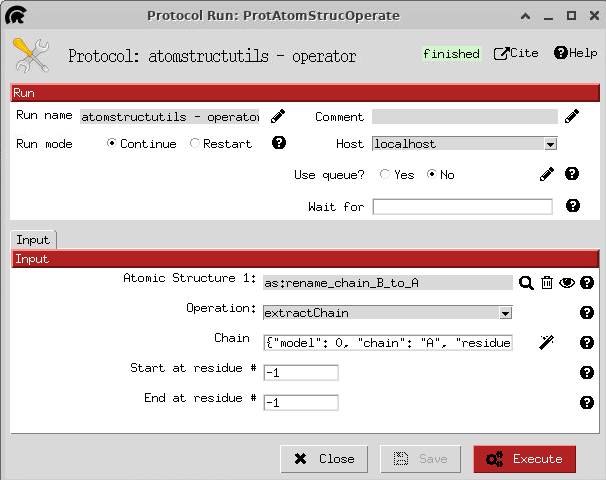 Protocol Run: ProtAtomStrucOperate
Protocol: atomstructutils - operator
finished
Cite
Help
Run
Run name
atomstructutils - operator
Comment
Run mode
Continue
Restart
Host
localhost
Use queue?
Yes
No
Wait for
Input
Input
Atomic Structure 1:
as:rename_chain_B_to_A
Operation:
extractChain
Chain
{"model": 0, "chain": "A", "residue
Start at residue #
-1
End at residue #
-1
Close
Save
Execute